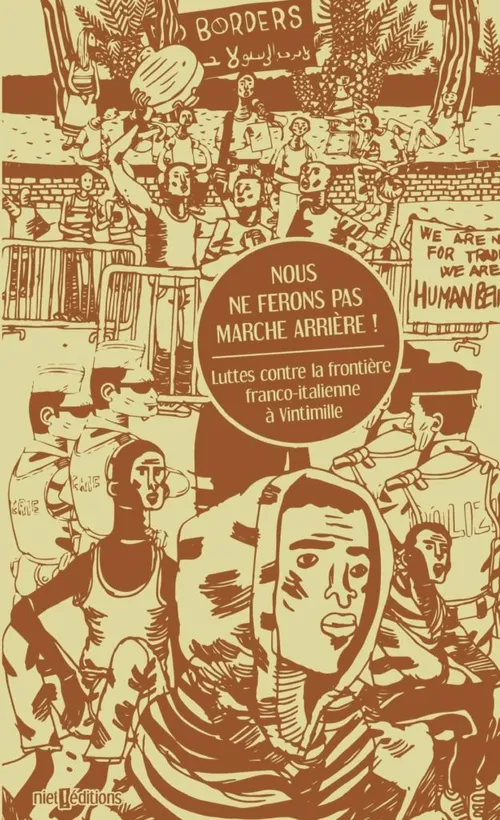 BORDERS
NOUS
NE FERONS PAS
MARCHE ARRIÈRE !
Luttes contre la frontière
franco-italienne
à Vintimille
WE ARE N
FOR TRAD
WE ARE
HUMAN BEI
niet!éditions